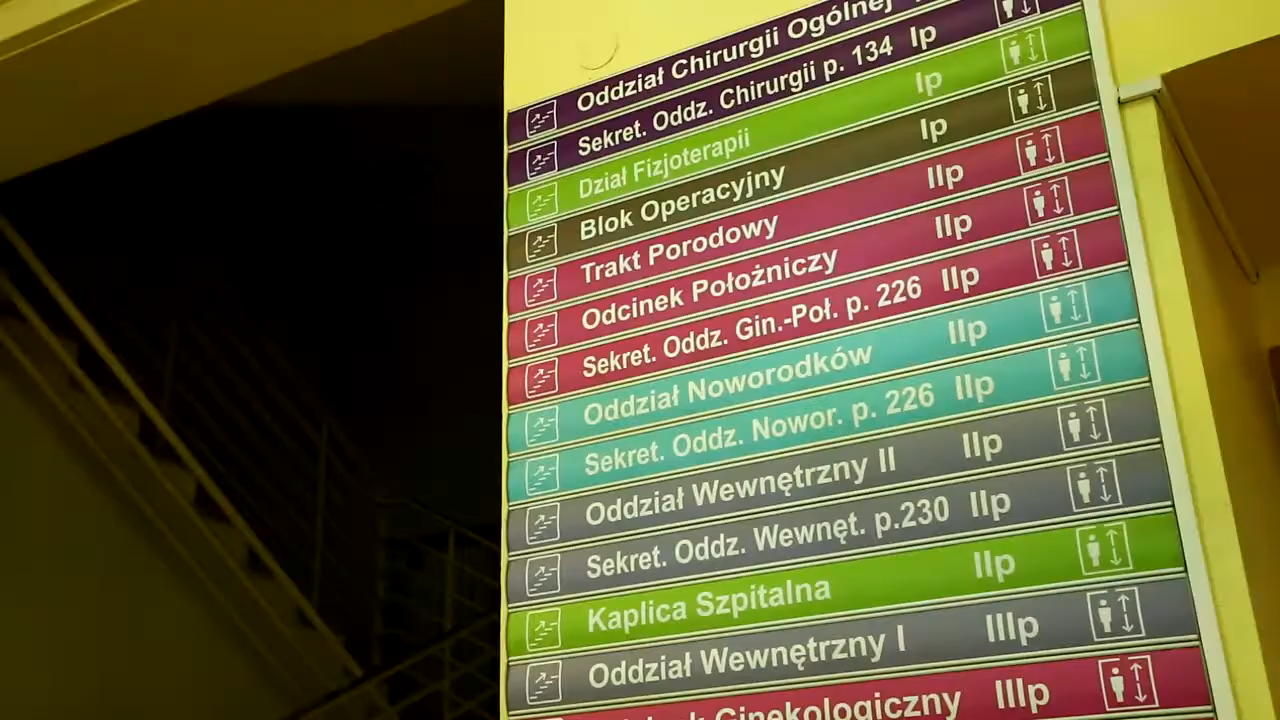 Oddział Chirurgii Ogólnej
Sekret. Oddz. Chirurgii p. 134 Ip
Dział Fizjoterapii Ip
Blok Operacyjny Ip
Trakt Porodowy IIp
Odcinek Położniczy IIp
Sekret. Oddz. Gin.-Poł. p. 226 IIp
Oddział Noworodków IIp
Sekret. Oddz. Nowor. p. 226 IIp
Oddział Wewnętrzny II IIp
Sekret. Oddz. Wewnęt. p.230 IIp
Kaplica Szpitalna IIp
Oddział Wewnętrzny I IIIp
Ginekologiczny IIIp